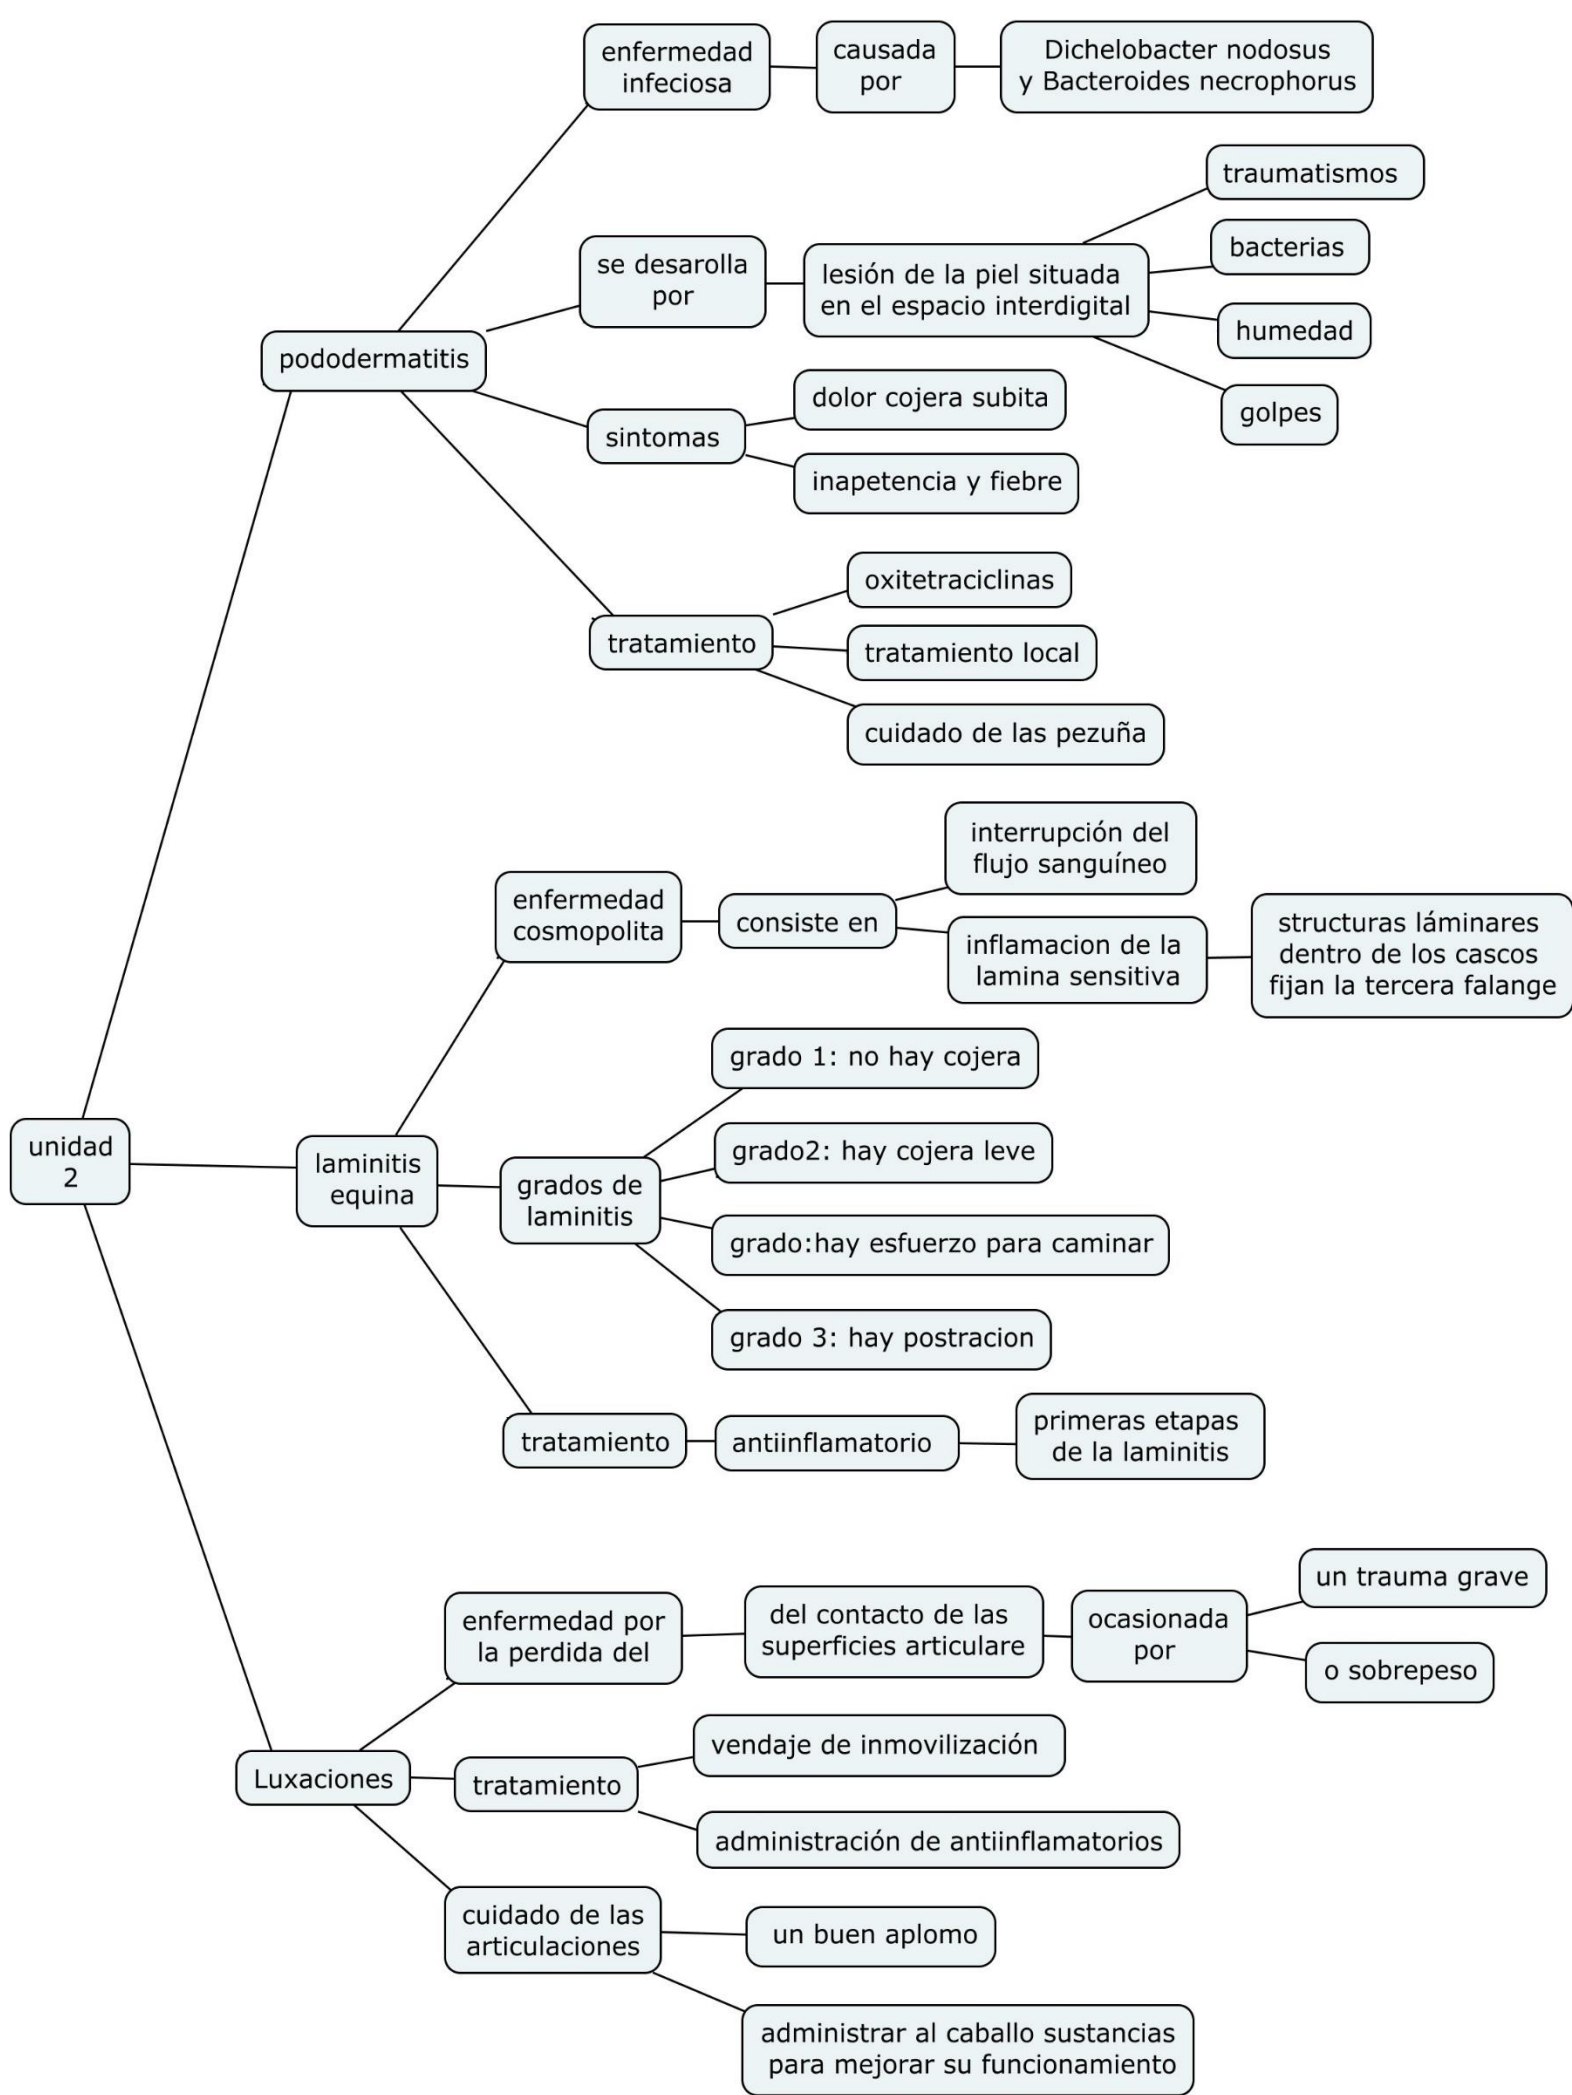 enfermedad
infeciosa
causada
por
Dichelobacter nodosus
y Bacteroides necrophorus
traumatismos
bacterias
se desarolla
por
lesión de la piel situada
en el espacio interdigital
humedad
pododermatitis
golpes
dolor cojera subita
sintomas
inapetencia y fiebre
oxitetraciclinas
tratamiento
tratamiento local
cuidado de las pezuña
interrupción del
flujo sanguíneo
enfermedad
cosmopolita
consiste en
inflamacion de la
lamina sensitiva
structuras láminares
dentro de los cascos
fijan la tercera falange
grado 1: no hay cojera
unidad
2
laminitis
equina
grados de
laminitis
grado2: hay cojera leve
grado:hay esfuerzo para caminar
grado 3: hay postracion
tratamiento
antiinflamatorio
primeras etapas
de la laminitis
enfermedad por
la perdida del
del contacto de las
superficies articulare
ocasionada
por
un trauma grave
o sobrepeso
Luxaciones
tratamiento
vendaje de inmovilización
administración de antiinflamatorios
cuidado de las
articulaciones
un buen aplomo
administrar al caballo sustancias
para mejorar su funcionamiento